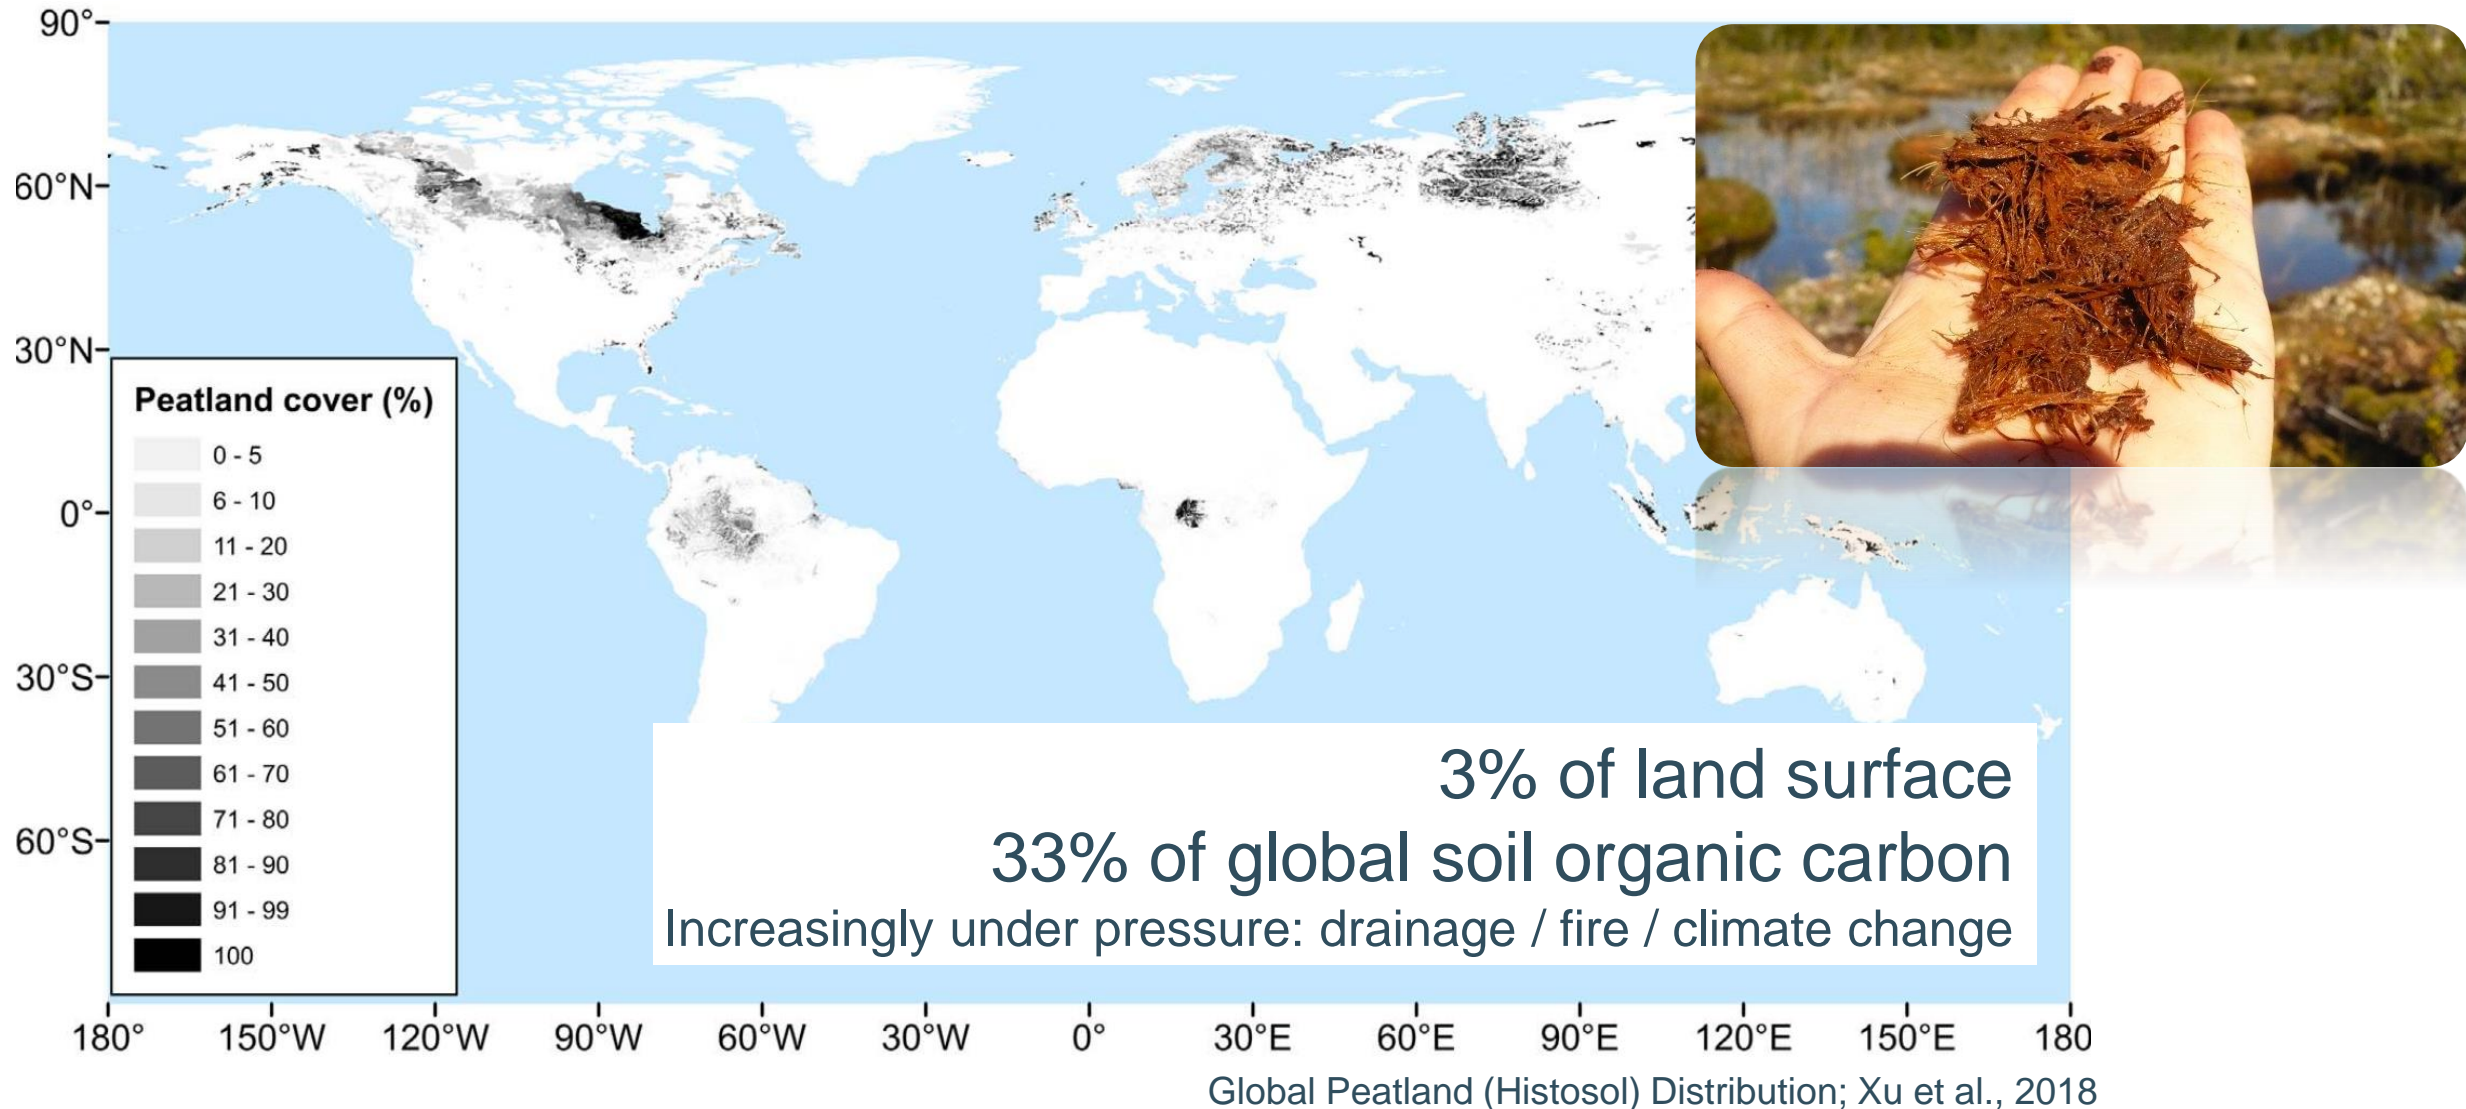 90°
60°N
30°N
0°
30°S
60°S
Peatland cover (%)
0 - 5
6 - 10
11 - 20
21 - 30
31 - 40
41 - 50
51 - 60
61 - 70
71 - 80
81 - 90
91 - 99
100
3% of land surface
33% of global soil organic carbon
Increasingly under pressure: drainage / fire / climate change
180° 150°W 120°W 90°W 60°W 30°W 0° 30°E 60°E 90°E 120°E 150°E 180
Global Peatland (Histosol) Distribution; Xu et al., 2018